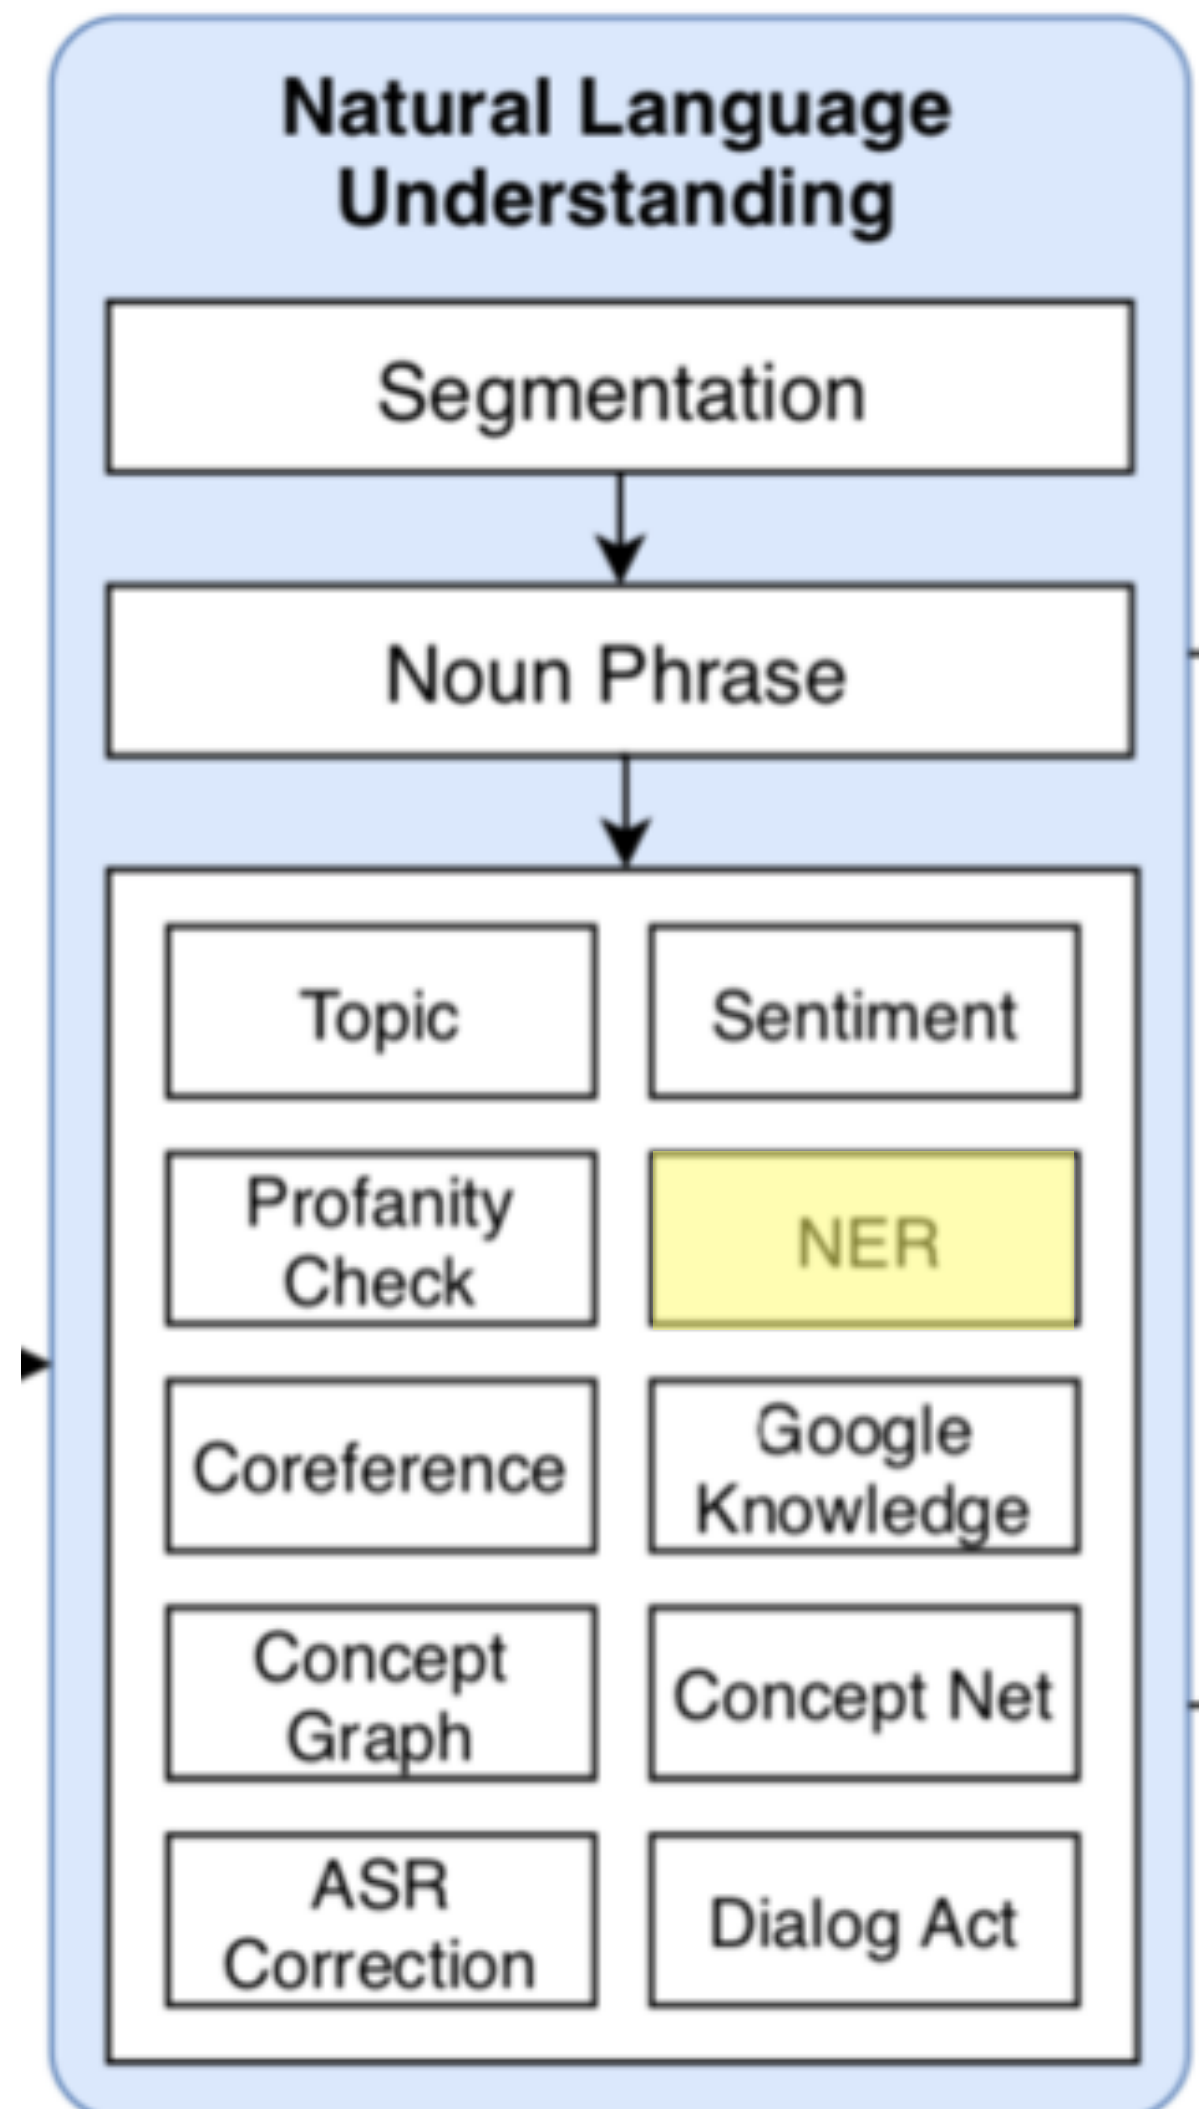 Natural Language
Understanding
Segmentation
Noun Phrase
Topic
Sentiment
Profanity
Check
NER
Coreference
Google
Knowledge
Concept
Graph
Concept Net
ASR
Correction
Dialog Act